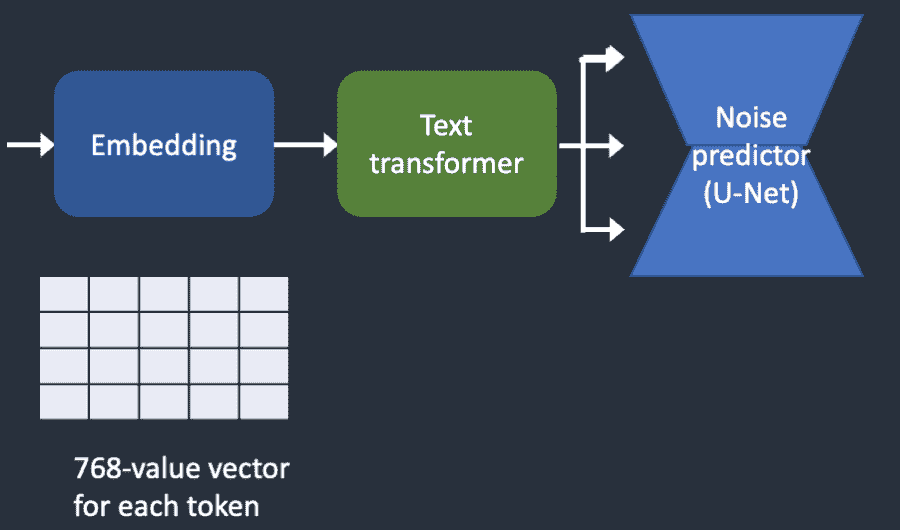 Embedding
Text
transformer
Noise
predictor
(U-Net)
768-value vector
for each token